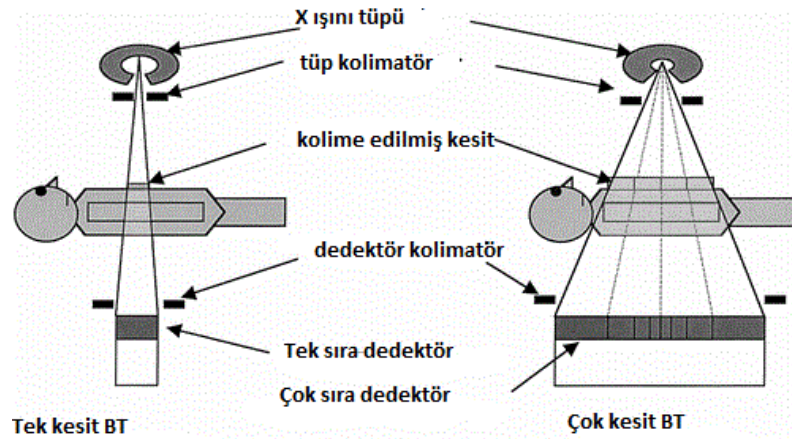 X ışını tüpü
tüp kolimatör
kolime edilmiş kesit
dedektör kolimatör
Tek sıra dedektör
Çok sıra dedektör
Tek kesit BT
Çok kesit BT